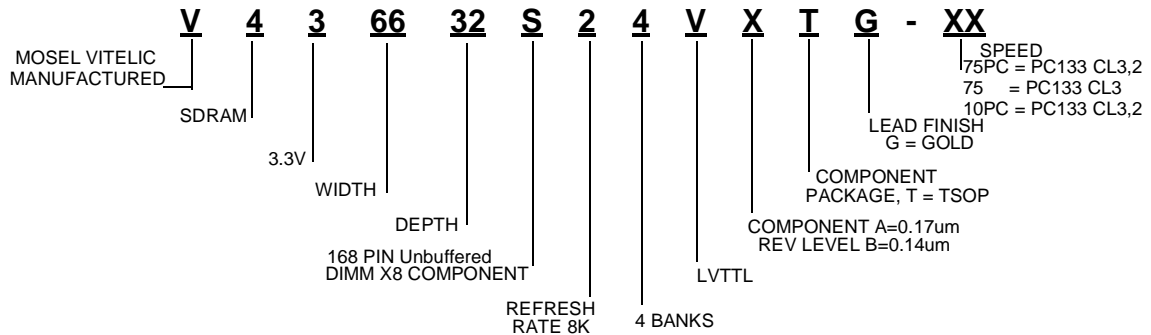 V 4 3 66 32 S 2 4 V X T G - XX
MOSEL VITELIC
MANUFACTURED
SDRAM
3.3V
WIDTH
DEPTH
168 PIN Unbuffered
DIMM X8 COMPONENT
REFRESH
RATE 8K
4 BANKS
LVTTL
COMPONENT A=0.17um
REV LEVEL B=0.14um
COMPONENT
PACKAGE, T = TSOP
LEAD FINISH
G = GOLD
SPEED
75PC = PC133 CL3,2
75 = PC133 CL3
10PC = PC133 CL3,2